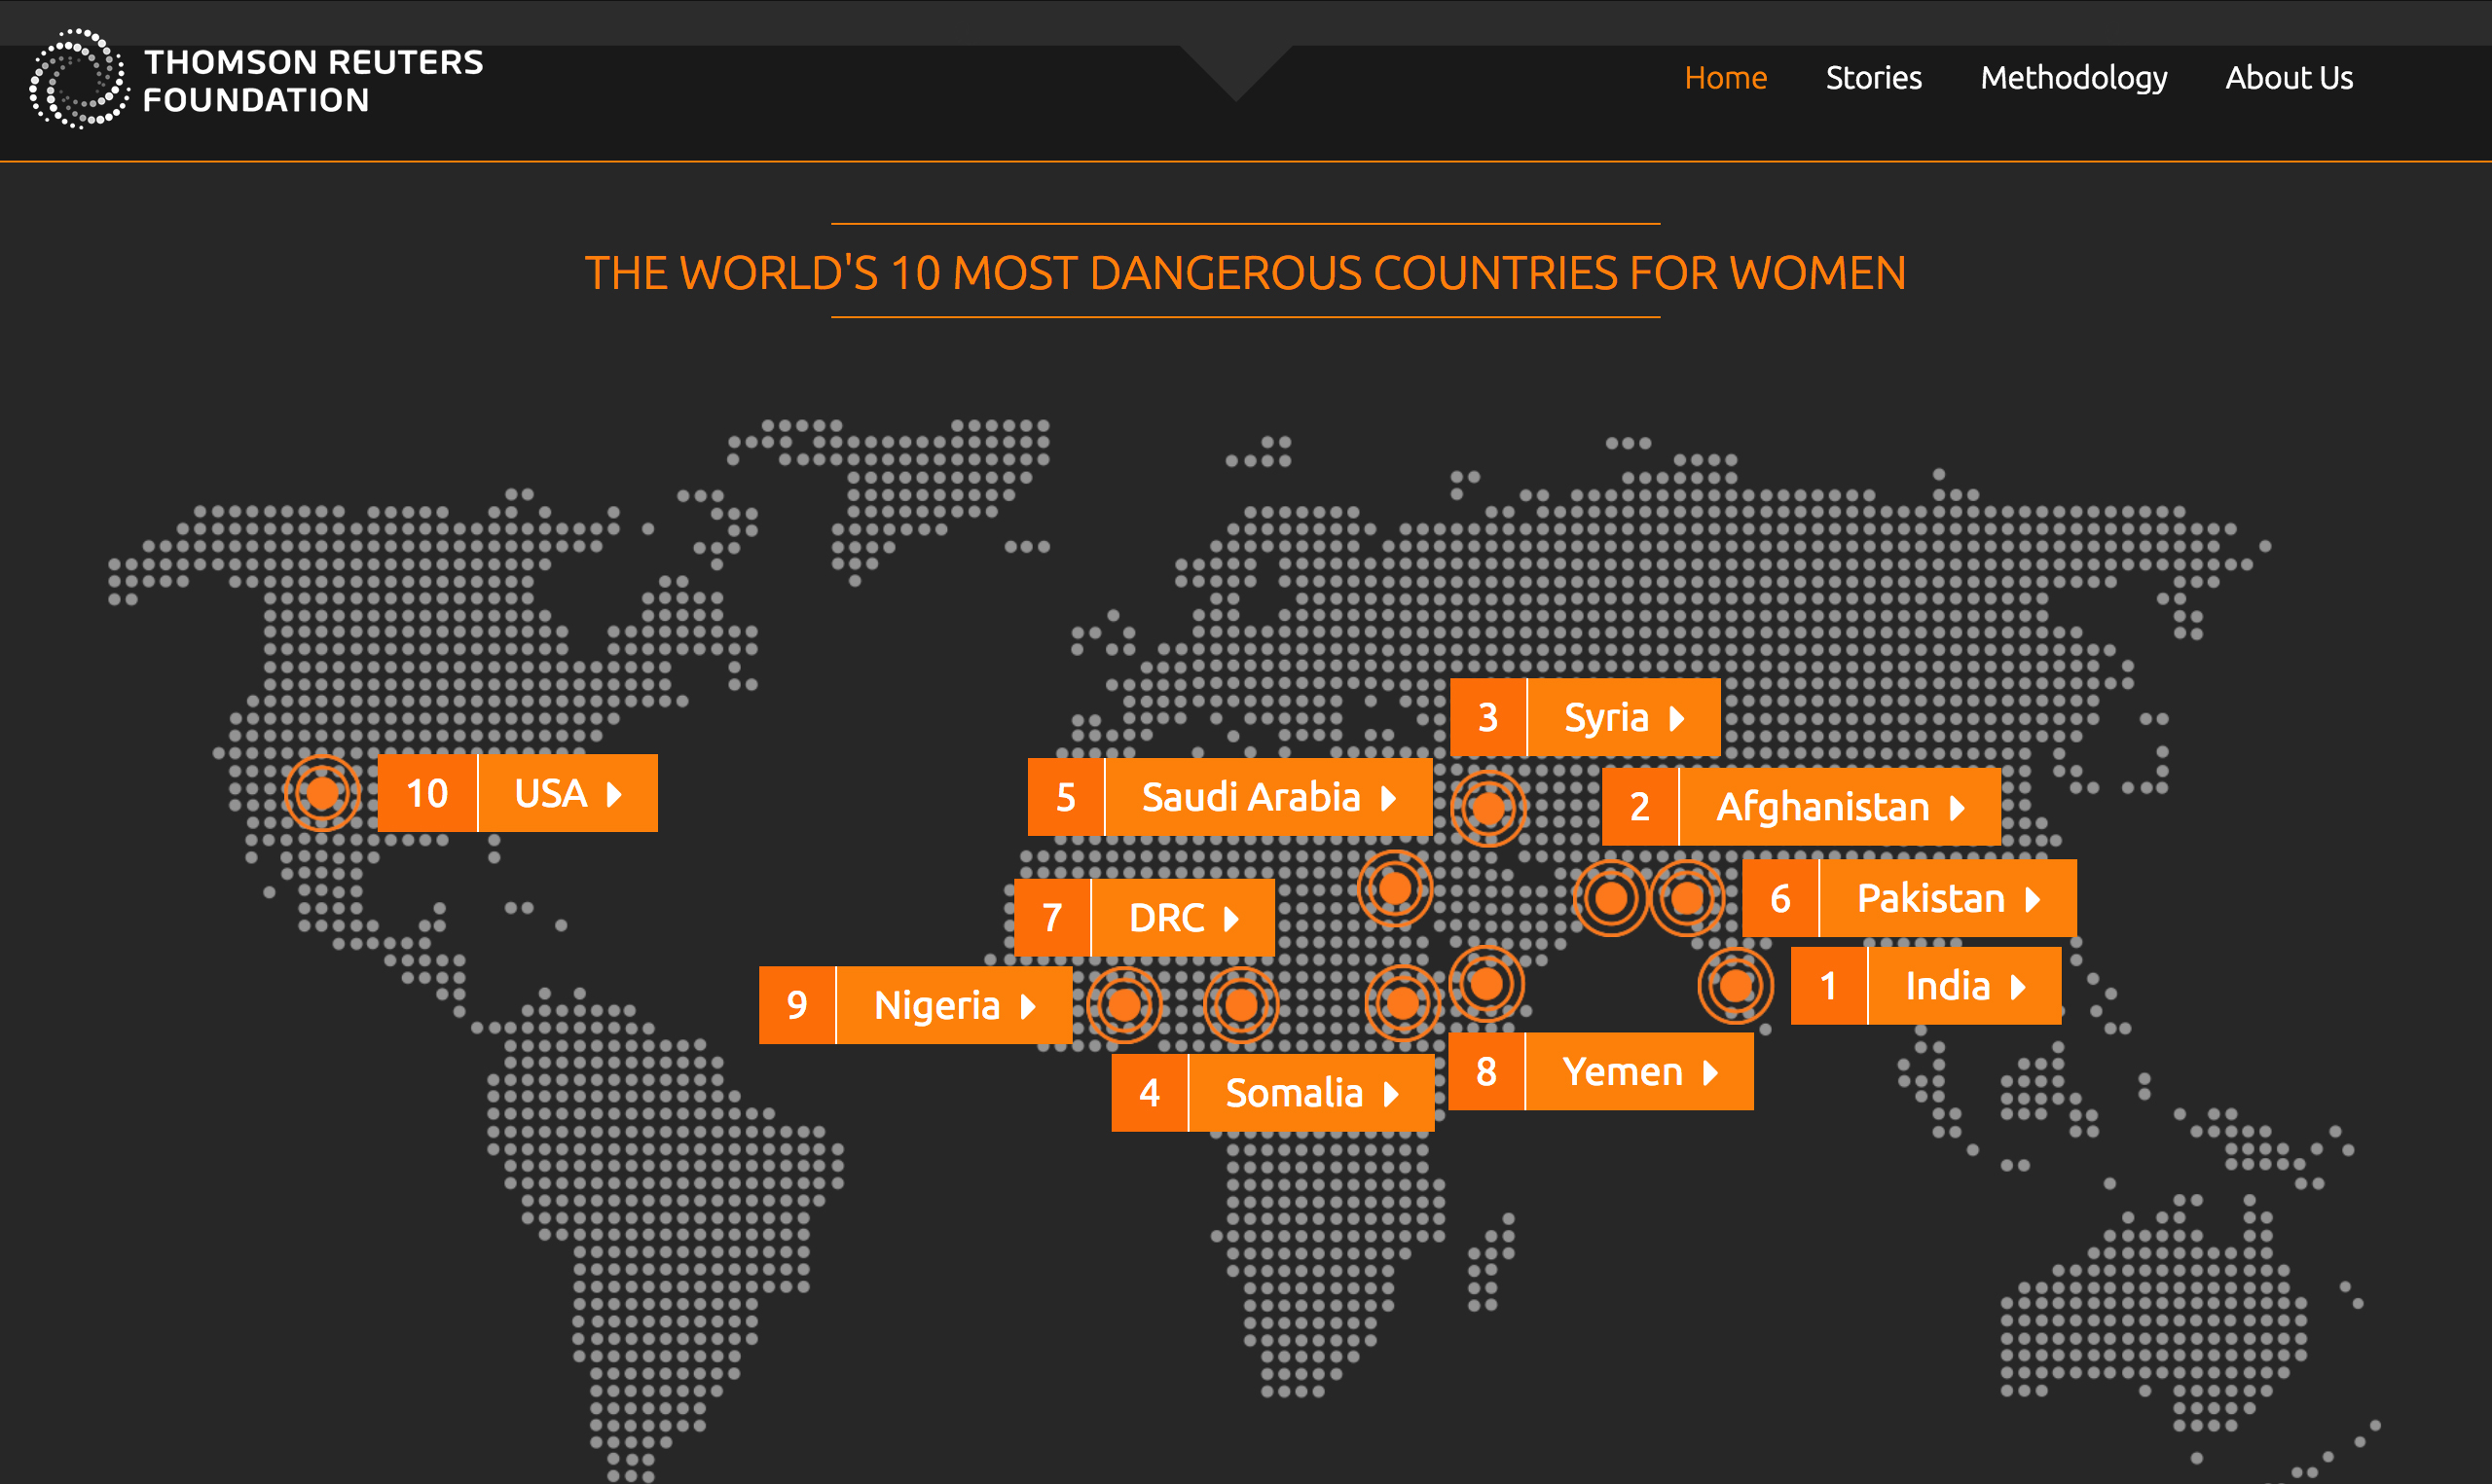 THOMSON REUTERS
FOUNDATION
Home Stories Methodology About Us
THE WORLD'S 10 MOST DANGEROUS COUNTRIES FOR WOMEN
3 Syria
10 USA
5 Saudi Arabia
2 Afghanistan
7 DRC
6 Pakistan
9 Nigeria
1 India
4 Somalia
8 Yemen